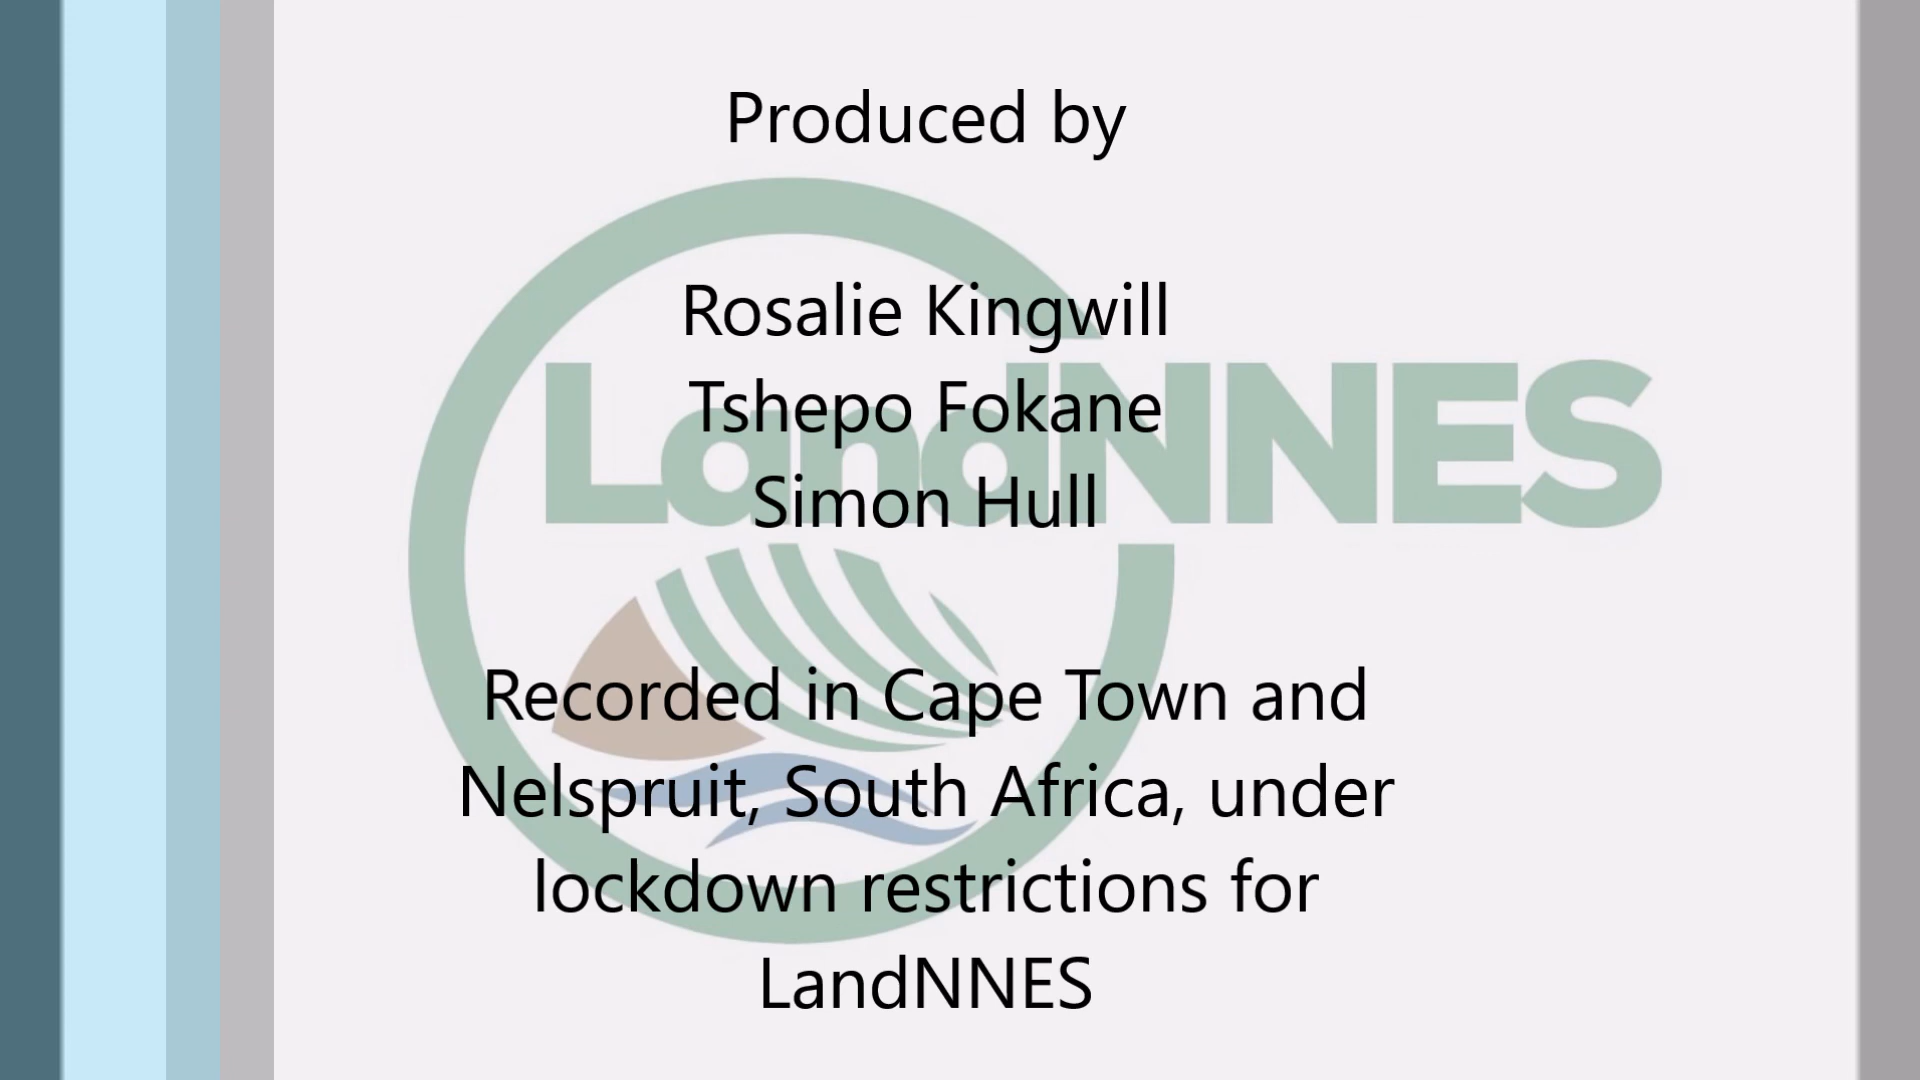 Produced by
Rosalie Kingwill
Tshepo Fokane
LandNNES
Simon Hull
Recorded in Cape Town and
Nelspruit, South Africa, under
lockdown restrictions for
LandNNES